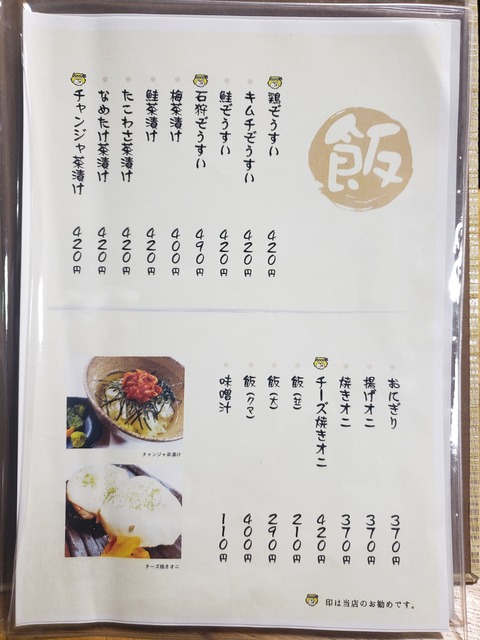 飯
鶏ぞうすい 420円
キムチぞうすい 420円
鮭ぞうすい 420円
石狩ぞうすい 490円
梅茶漬け 400円
鮭茶漬け 420円
たこわさ茶漬け 420円
なめたけ茶漬け 420円
チャンジャ茶漬け 420円
おにぎり 370円
揚げオニ 370円
焼きオニ 370円
チーズ焼きオニ 420円
飯(並) 210円
飯(大) 290円
飯(クマ) 400円
味噌汁 110円
チャンジャ茶漬け
チーズ焼きオニ
印は当店のお勧めです。